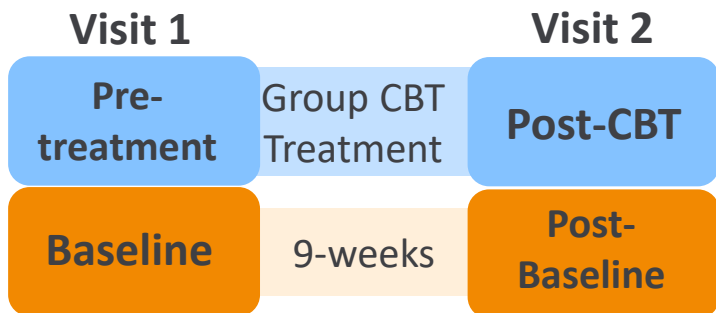 Visit 1
Visit 2
Pre-
treatment
Group CBT
Treatment
Post-CBT
Baseline
9-weeks
Post-
Baseline